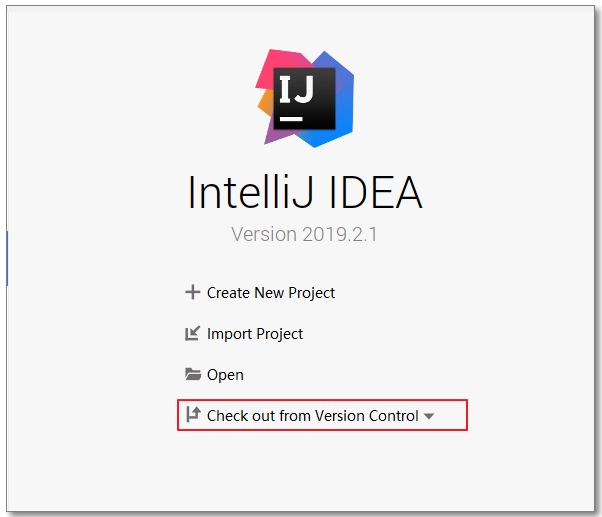 IJ
IntelliJ IDEA
Version 2019.2.1
Create New Project
Import Project
Open
Check out from Version Control